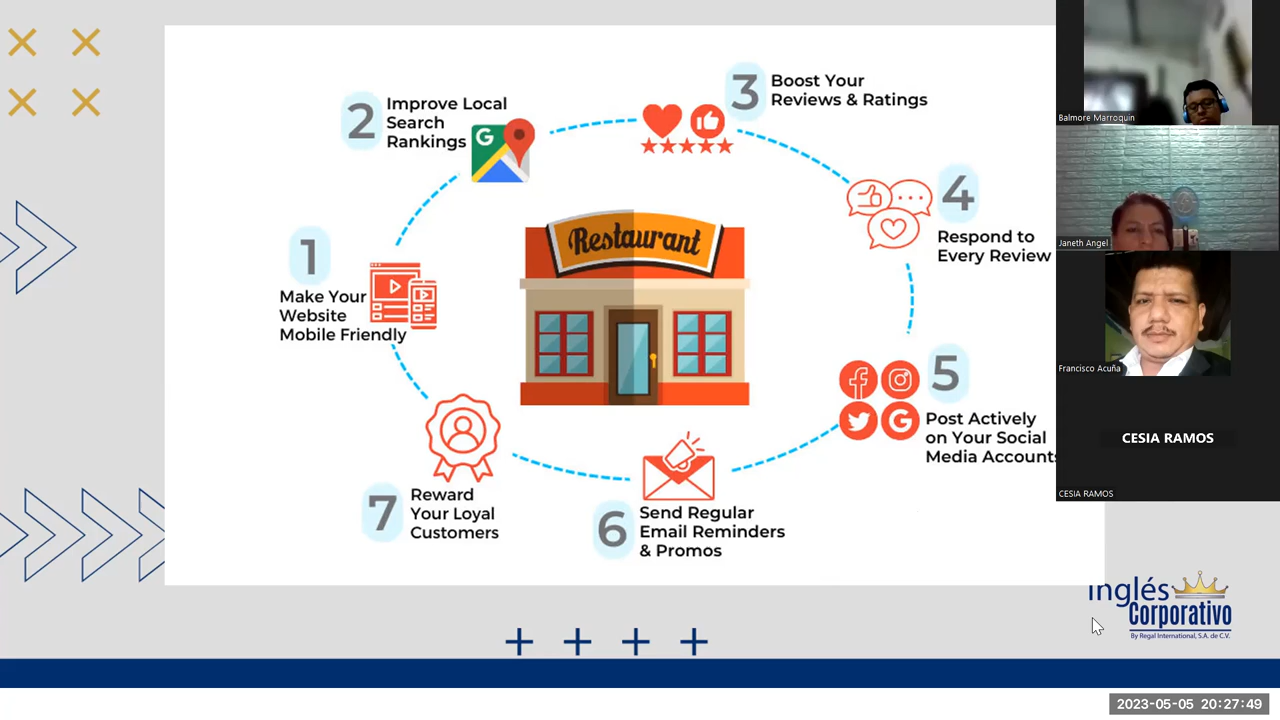 1
Make Your
Website
Mobile Friendly
2
Improve Local
Search
Rankings
G
3
Boost Your
Reviews & Ratings
4
Respond to
Every Review
5
Post Actively
on Your Social
Media Accounts
G
6
Send Regular
Email Reminders
& Promos
7
Reward
Your Loyal
Customers
Restaurant
Balmore Marroquin
Janeth Angel
Francisco Acuña
CESIA RAMOS
CESIA RAMOS
Inglés
Corporativo
By Regal International, S.A. de C.V.
2023-05-05 20:27:49